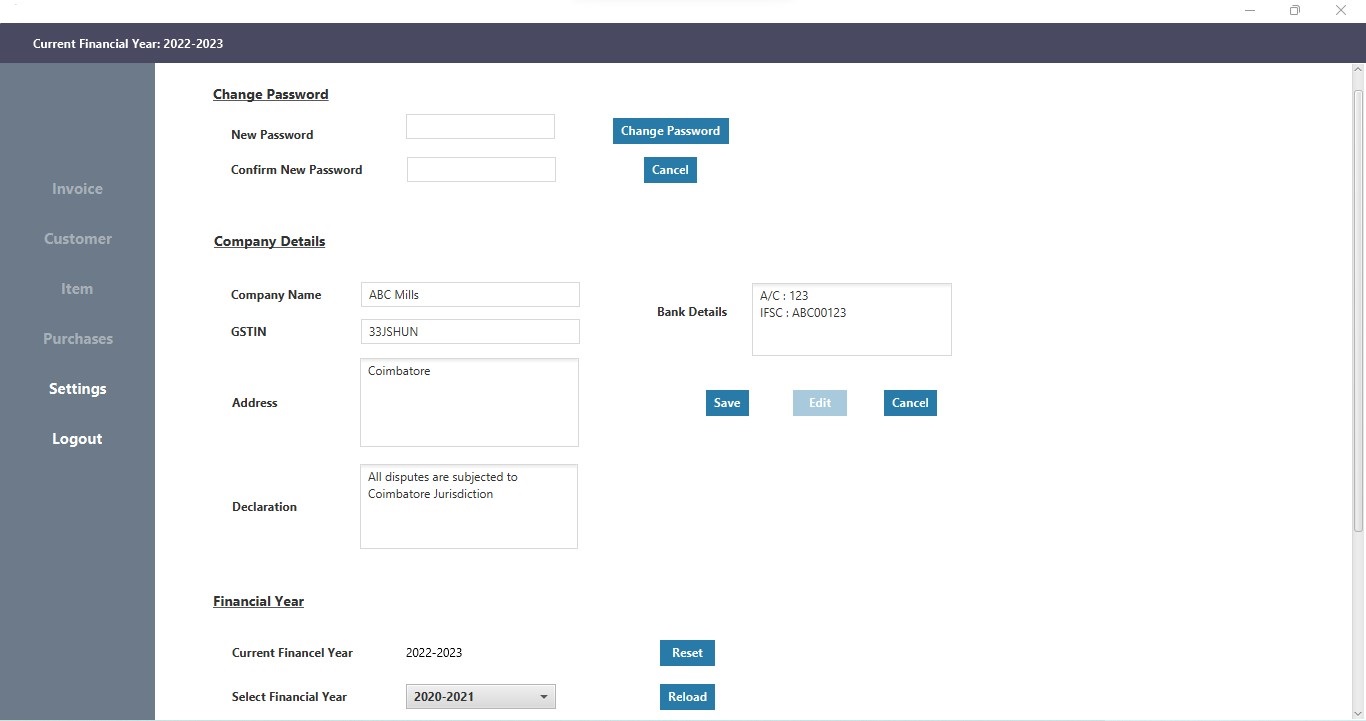 Current Financial Year: 2022-2023
Invoice
Customer
Item
Purchases
Settings
Logout
Change Password
New Password
Change Password
Confirm New Password
Cancel
Company Details
Company Name
ABC Mills
GSTIN
33JSHUN
Address
Coimbatore
Declaration
All disputes are subjected to
Coimbatore Jurisdiction
Bank Details
A/C : 123
IFSC : ABC00123
Save
Edit
Cancel
Financial Year
Current Financel Year
2022-2023
Reset
Select Financial Year
2020-2021
Reload